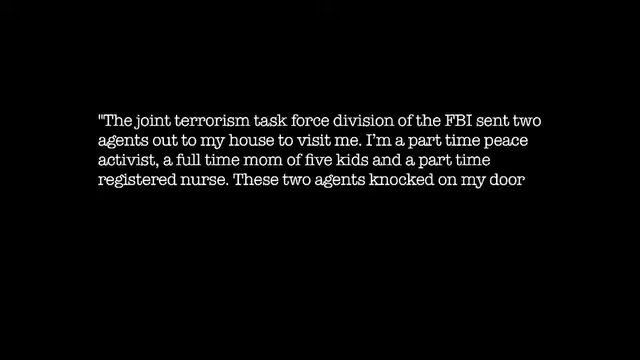 "The joint terrorism task force division of the FBI sent two
agents out to my house to visit me. I'm a part time peace
activist, a full time mom of five kids and a part time
registered nurse. These two agents knocked on my door